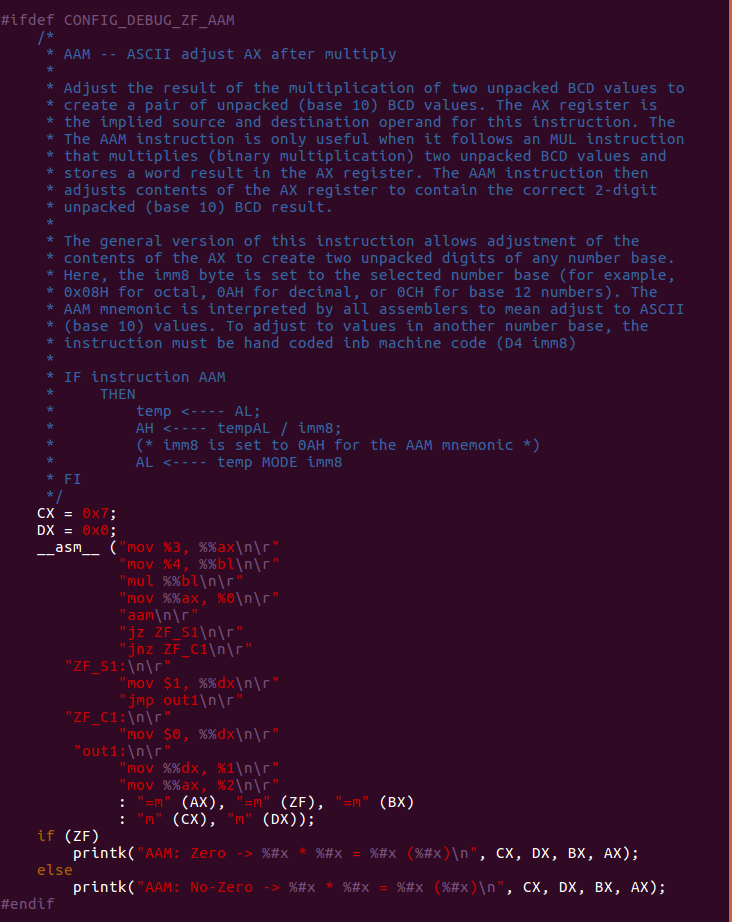 #ifdef CONFIG_DEBUG_ZF_AAM
    /*
     * AAM -- ASCII adjust AX after multiply
     *
     * Adjust the result of the multiplication of two unpacked BCD values to
     * create a pair of unpacked (base 10) BCD values. The AX register is
     * the implied source and destination operand for this instruction. The
     * The AAM instruction is only useful when it follows an MUL instruction
     * that multiplies (binary multiplication) two unpacked BCD values and
     * stores a word result in the AX register. The AAM instruction then
     * adjusts contents of the AX register to contain the correct 2-digit
     * unpacked (base 10) BCD result.
     *
     * The general version of this instruction allows adjustment of the
     * contents of the AX to create two unpacked digits of any number base.
     * Here, the imm8 byte is set to the selected number base (for example,
     * 0x08H for octal, 0AH for decimal, or 0CH for base 12 numbers). The
     * AAM mnemonic is interpreted by all assemblers to mean adjust to ASCII
     * (base 10) values. To adjust to values in another number base, the
     * instruction must be hand coded inb machine code (D4 imm8)
     *
     * IF instruction AAM
     *     THEN
     *         temp <---- AL;
     *         AH <---- tempAL / imm8;
     *         (* imm8 is set to 0AH for the AAM mnemonic *)
     *         AL <---- temp MODE imm8
     * FI
     */
    CX = 0x7;
    DX = 0x0;
    __asm__ ("mov %3, %%ax\n\r"
             "mov %4, %%bl\n\r"
             "mul %%bl\n\r"
             "mov %%ax, %0\n\r"
             "aam\n\r"
             "jz ZF_S1\n\r"
             "jnz ZF_C1\n\r"
       "ZF_S1:\n\r"
             "mov $1, %%dx\n\r"
             "jmp out1\n\r"
       "ZF_C1:\n\r"
             "mov $0, %%dx\n\r"
        "out1:\n\r"
             "mov %%dx, %1\n\r"
             "mov %%ax, %2\n\r"
             : "=m" (AX), "=m" (ZF), "=m" (BX)
             : "m" (CX), "m" (DX));
    if (ZF)
        printk("AAM: Zero -> %#x * %#x = %#x (%#x)\n", CX, DX, BX, AX);
    else
        printk("AAM: No-Zero -> %#x * %#x = %#x (%#x)\n", CX, DX, BX, AX);
#endif